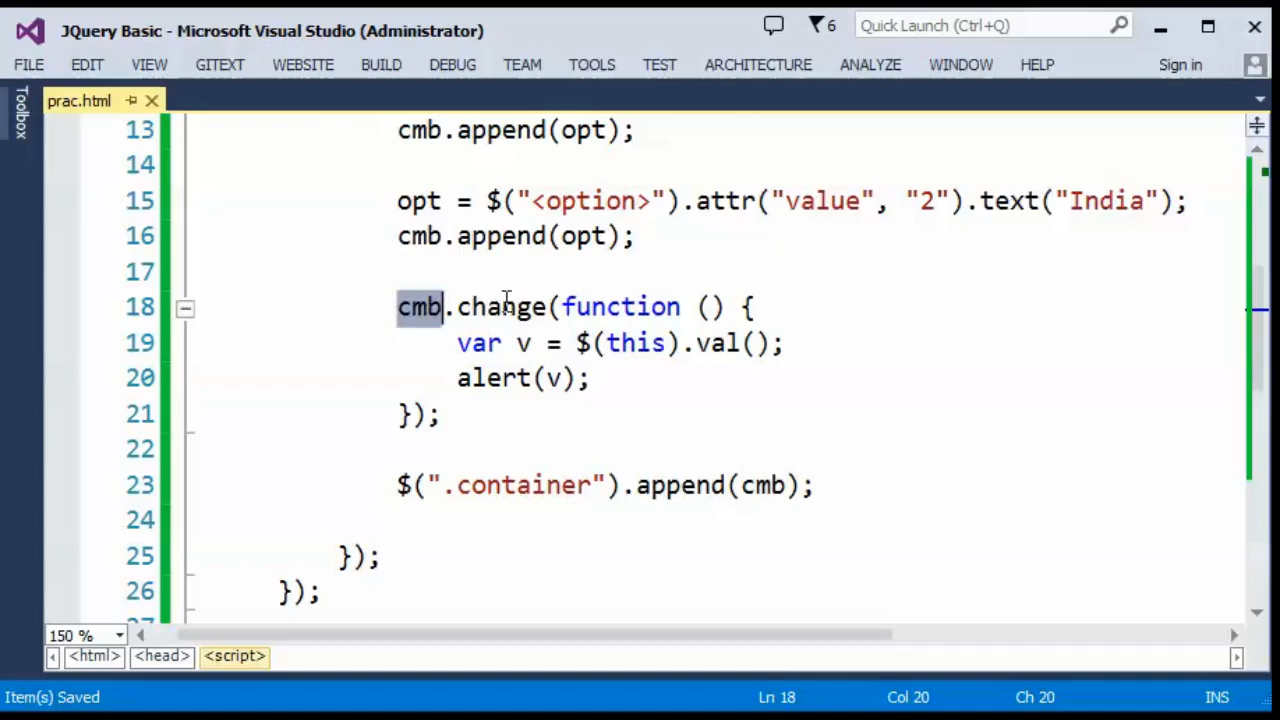 JQuery Basic - Microsoft Visual Studio (Administrator)
6
Quick Launch (Ctrl+Q)
FILE EDIT VIEW GITEXT WEBSITE BUILD DEBUG TEAM TOOLS TEST ARCHITECTURE ANALYZE WINDOW HELP Sign in
Toolbox
prac.html
13 cmb.append(opt);
14
15 opt = $("<option>").attr("value", "2").text("India");
16 cmb.append(opt);
17
18 cmb.change(function () {
19 var v = $(this).val();
20 alert(v);
21 });
22
23 $(".container").append(cmb);
24
25 });
26 });
27
150 %
<html> <head> <script>
Item(s) Saved Ln 18 Col 20 Ch 20 INS